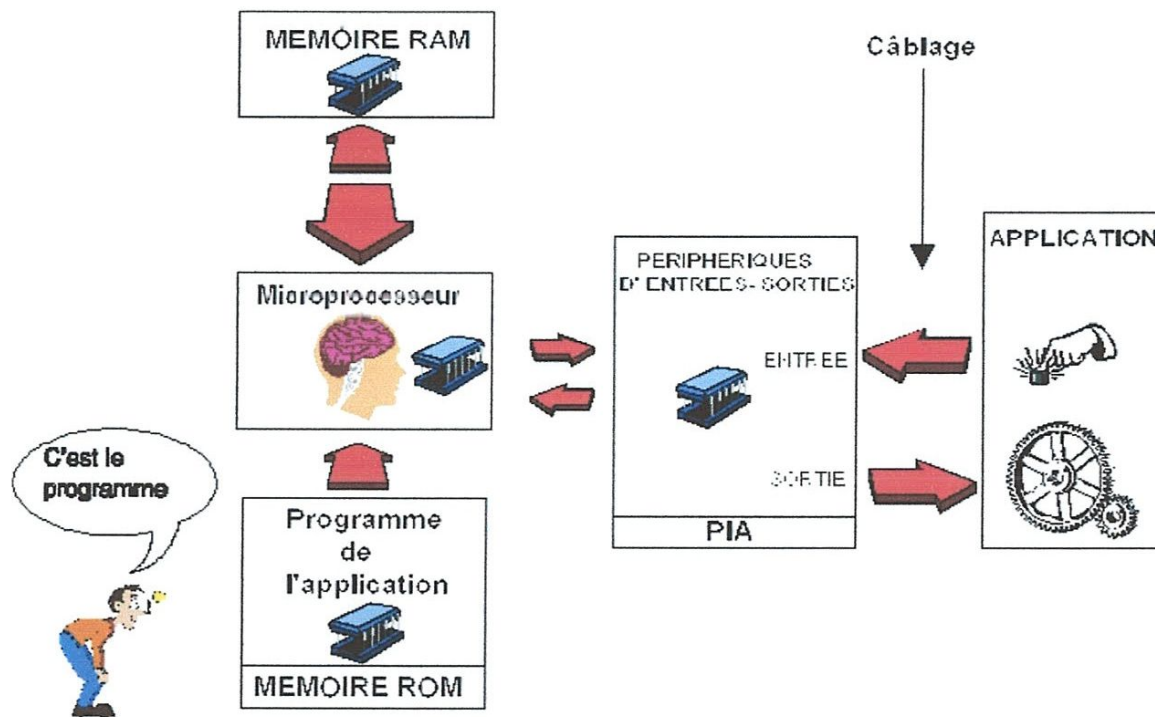 MEMOIRE RAM
Câblage
Microprocesseur
PERIPHERIQUES
D' ENTREES-SORTIES
ENTREE
SORTIE
PIA
APPLICATION
C'est le
programme
Programme
de
l'application
MEMOIRE ROM